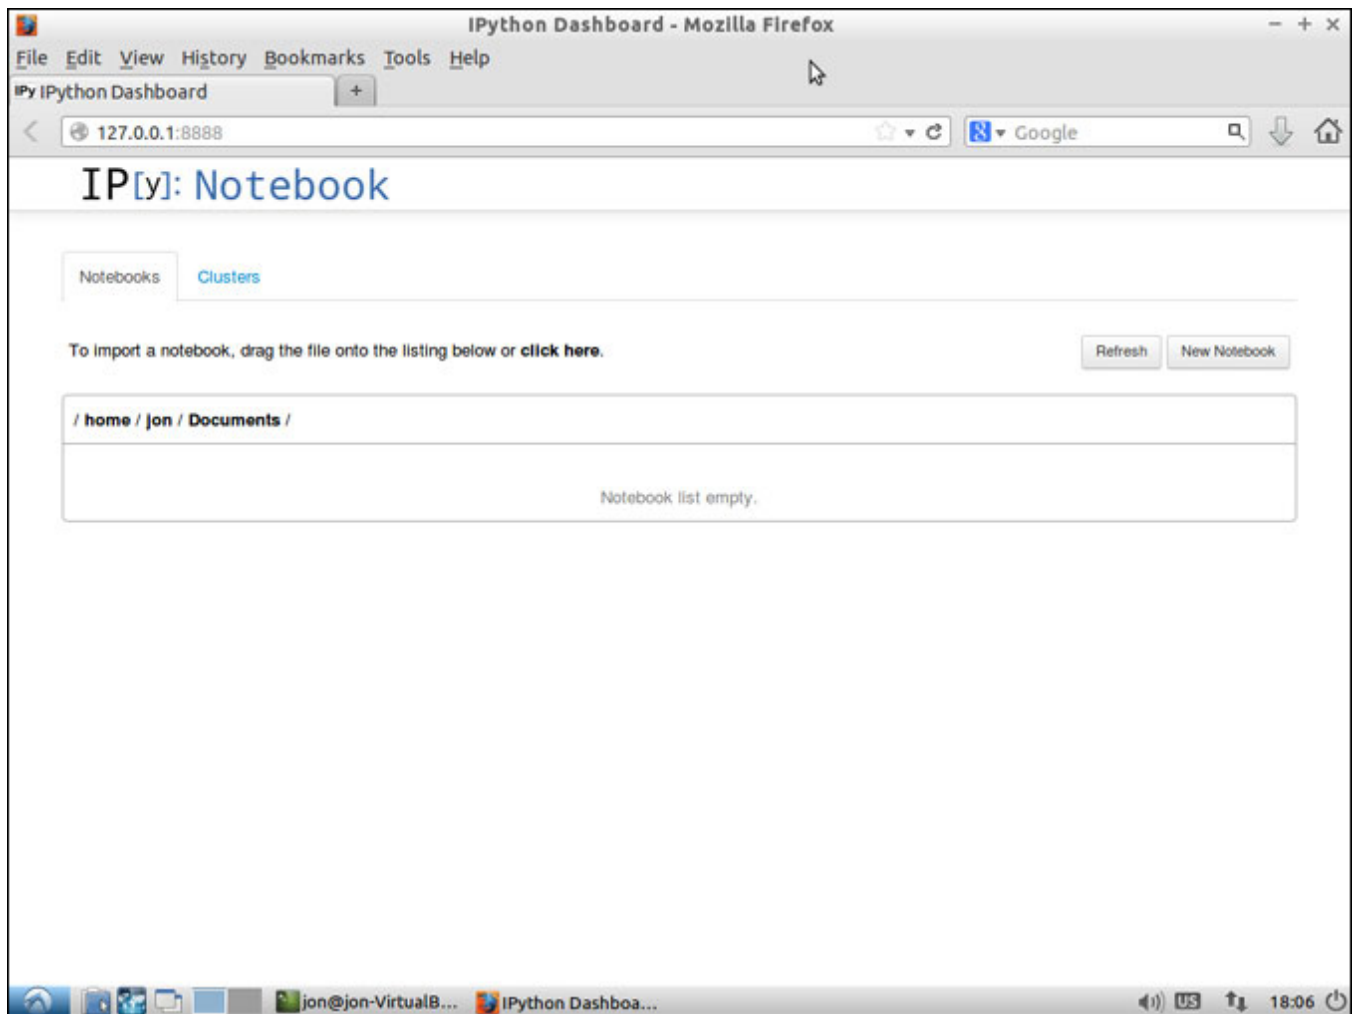 IPython Dashboard - Mozilla Firefox
File Edit View History Bookmarks Tools Help
IPy IPython Dashboard +
127.0.0.1:8888
8 Google
IP[y]: Notebook
Notebooks Clusters
To import a notebook, drag the file onto the listing below or click here.
Refresh New Notebook
/ home / jon / Documents /
Notebook list empty.
jon@jon-VirtualB... IPython Dashboa... US 18:06